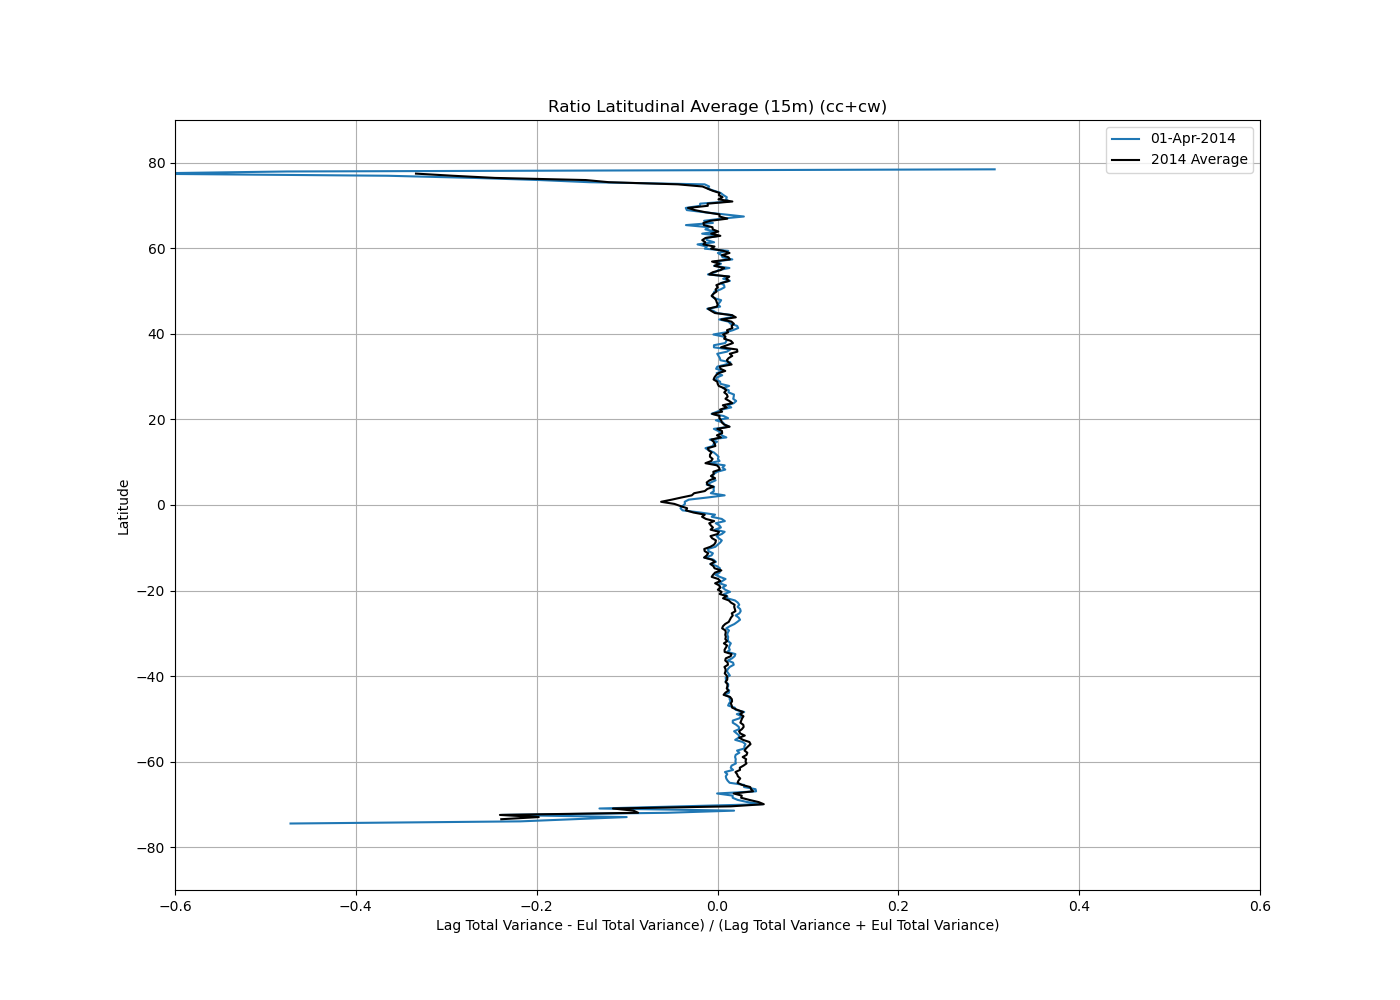 Ratio Latitudinal Average (15m) (cc+cw)
01-Apr-2014
2014 Average
80
60
40
20
0
−20
−40
−60
−80
Latitude
−0.6 −0.4 −0.2 0.0 0.2 0.4 0.6
Lag Total Variance - Eul Total Variance) / (Lag Total Variance + Eul Total Variance)